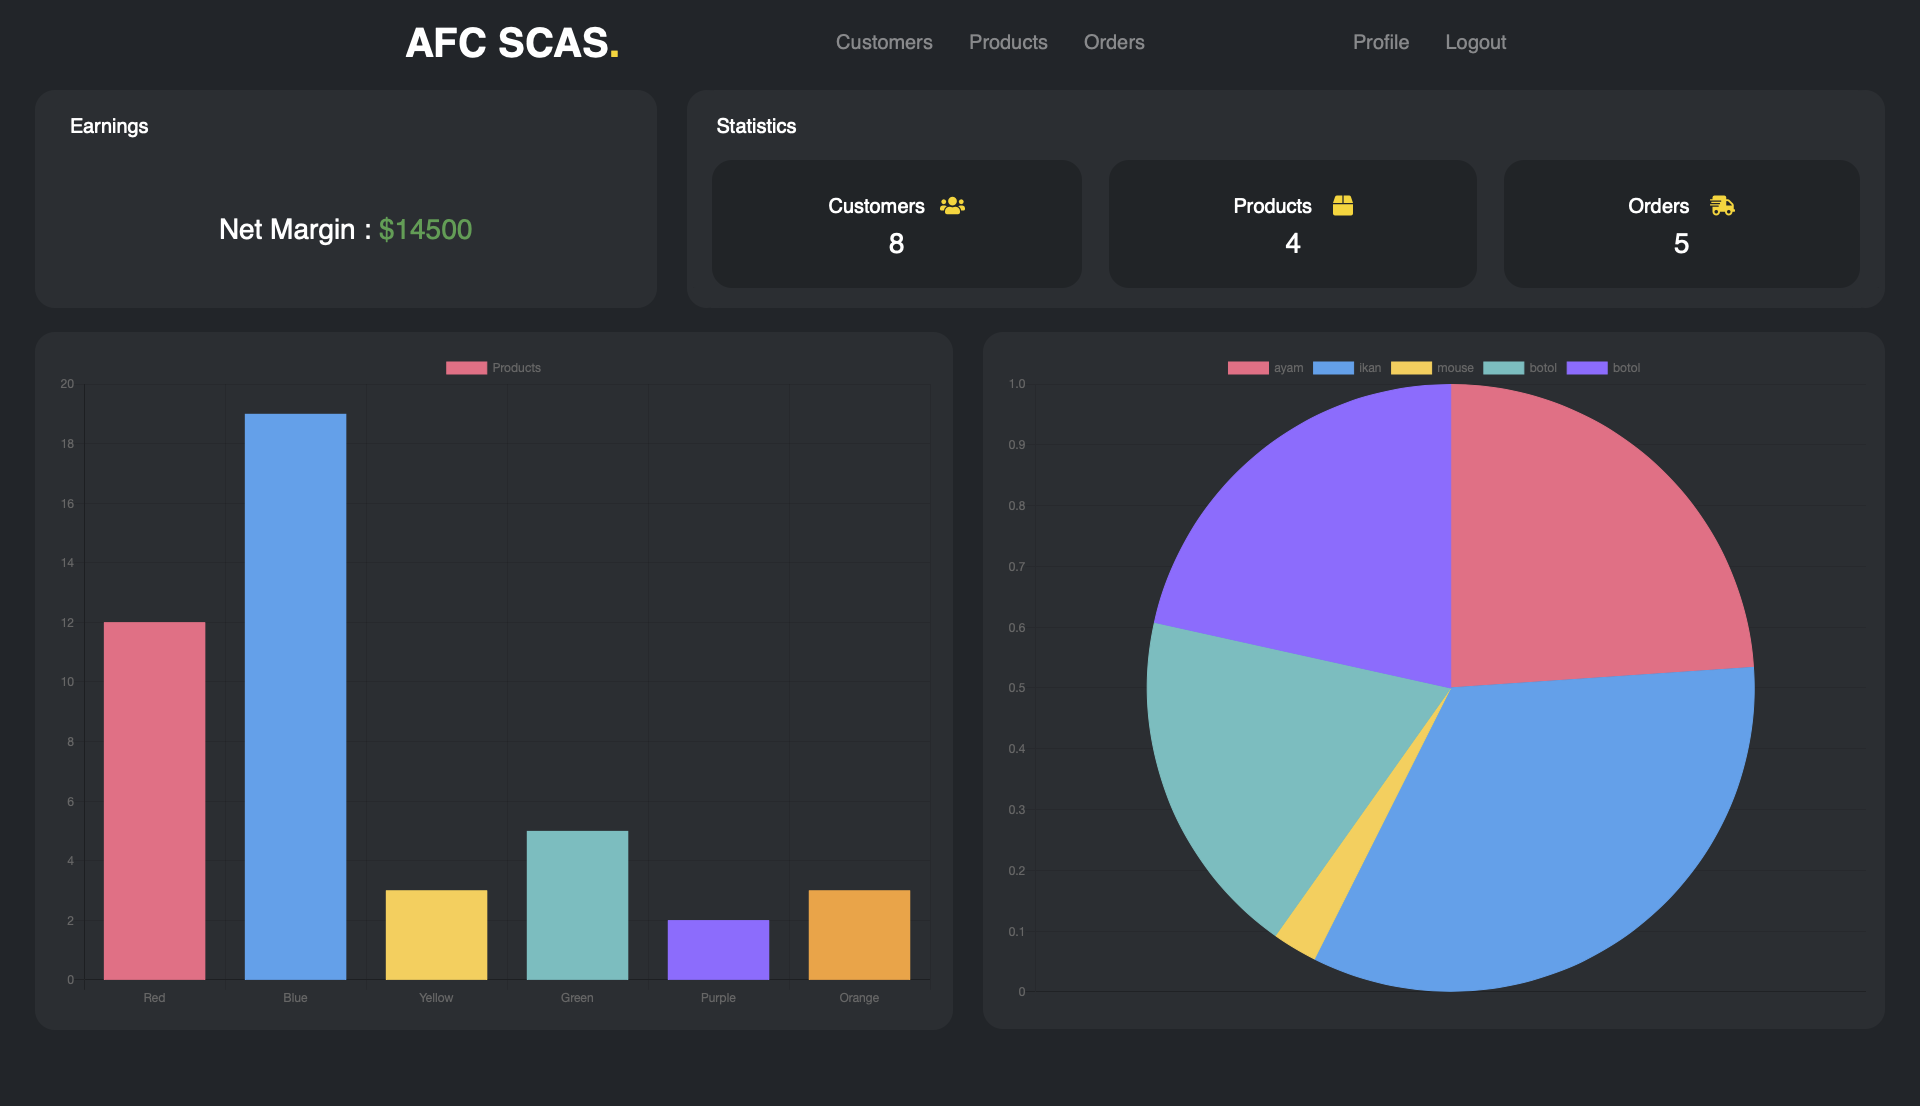 AFC SCAS.
Customers Products Orders
Profile Logout
Earnings
Net Margin : $14500
Statistics
Customers
8
Products
4
Orders
5
Products
20
18
16
14
12
10
8
6
4
2
0
Red Blue Yellow Green Purple Orange
ayam ikan mouse botol botol
1.0
0.9
0.8
0.7
0.6
0.5
0.4
0.3
0.2
0.1
0